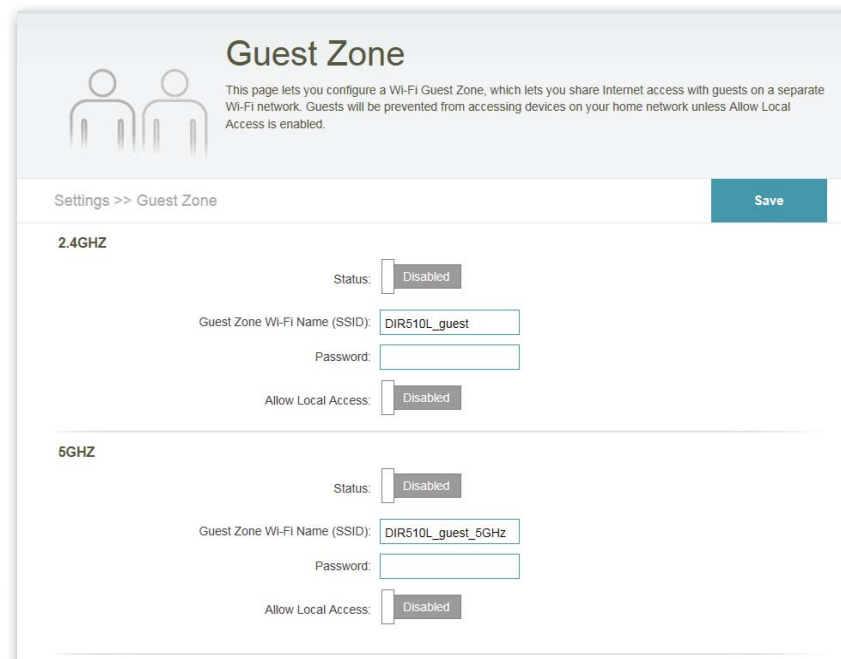 Guest Zone
This page lets you configure a Wi-Fi Guest Zone, which lets you share Internet access with guests on a separate
Wi-Fi network. Guests will be prevented from accessing devices on your home network unless Allow Local
Access is enabled.
Settings >> Guest Zone
Save
2.4GHZ
Status: Disabled
Guest Zone Wi-Fi Name (SSID): DIR510L_guest
Password:
Allow Local Access: Disabled
5GHZ
Status: Disabled
Guest Zone Wi-Fi Name (SSID): DIR510L_guest_5GHz
Password:
Allow Local Access: Disabled